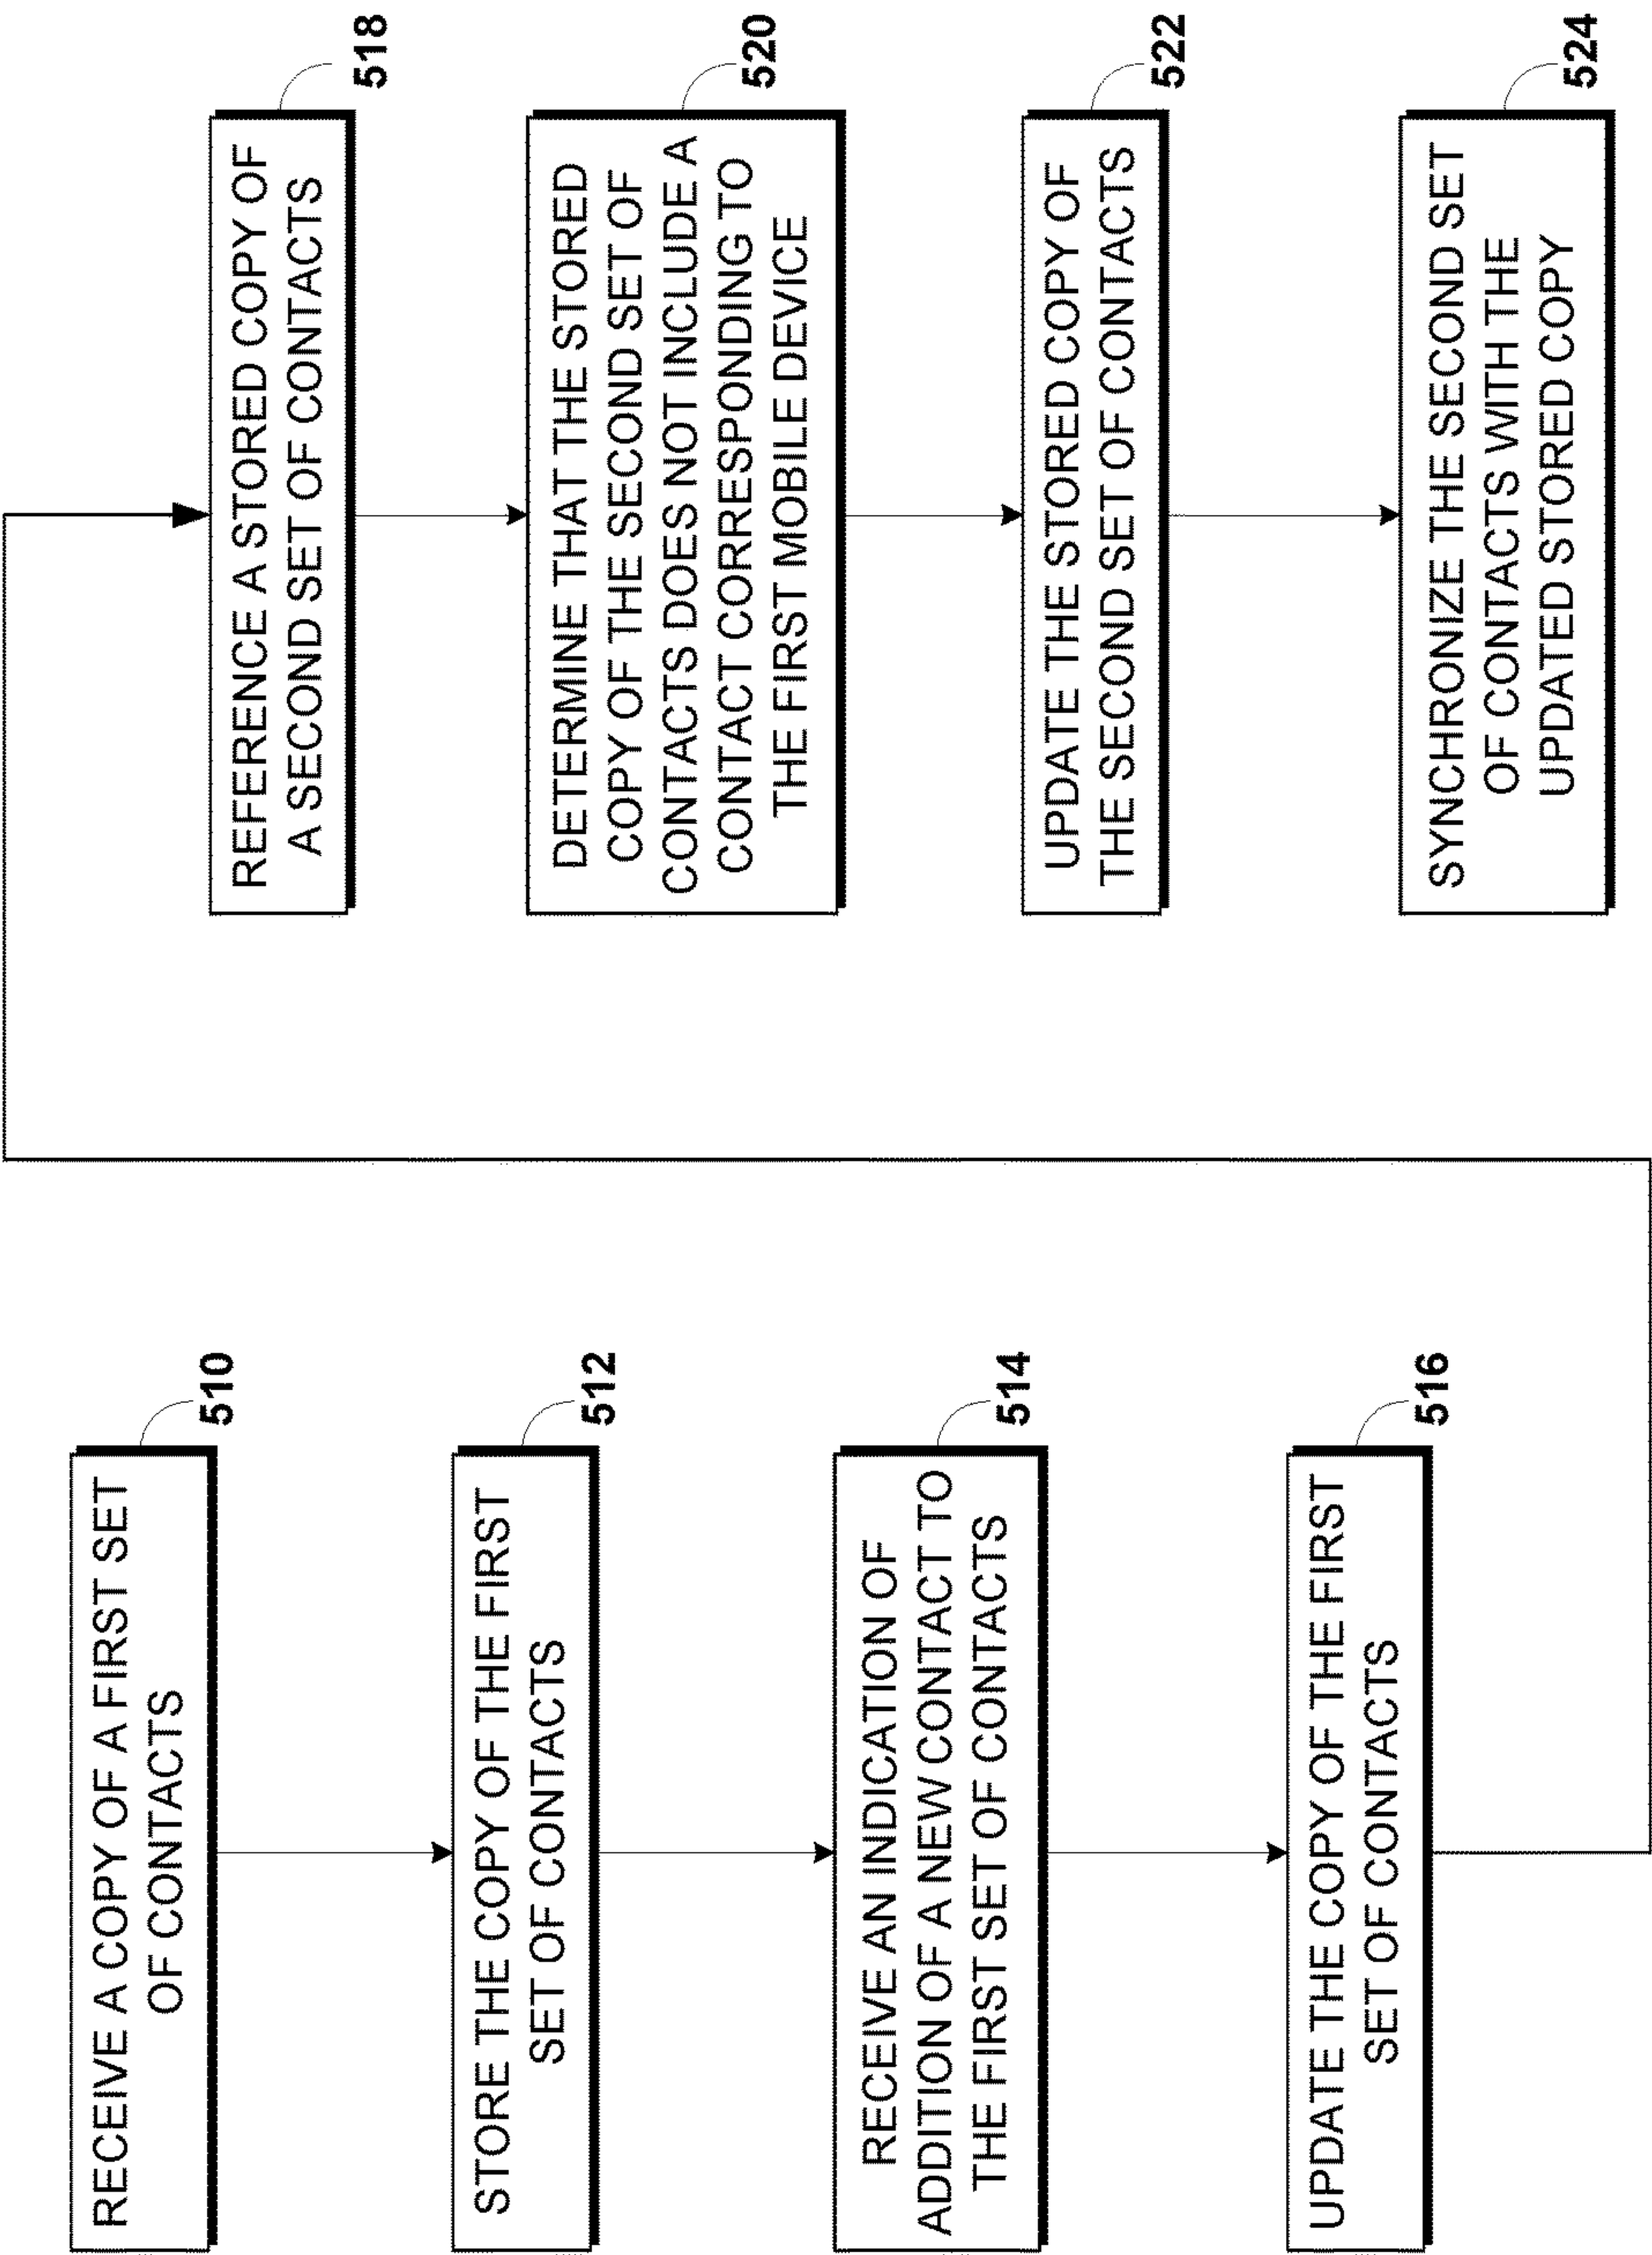 RECEIVE A COPY OF A FIRST SET
OF CONTACTS
510
STORE THE COPY OF THE FIRST
SET OF CONTACTS
512
RECEIVE AN INDICATION OF
ADDITION OF A NEW CONTACT TO
THE FIRST SET OF CONTACTS
514
UPDATE THE COPY OF THE FIRST
SET OF CONTACTS
516
REFERENCE A STORED COPY OF
A SECOND SET OF CONTACTS
518
DETERMINE THAT THE STORED
COPY OF THE SECOND SET OF
CONTACTS DOES NOT INCLUDE A
CONTACT CORRESPONDING TO
THE FIRST MOBILE DEVICE
520
UPDATE THE STORED COPY OF
THE SECOND SET OF CONTACTS
522
SYNCHRONIZE THE SECOND SET
OF CONTACTS WITH THE
UPDATED STORED COPY
524